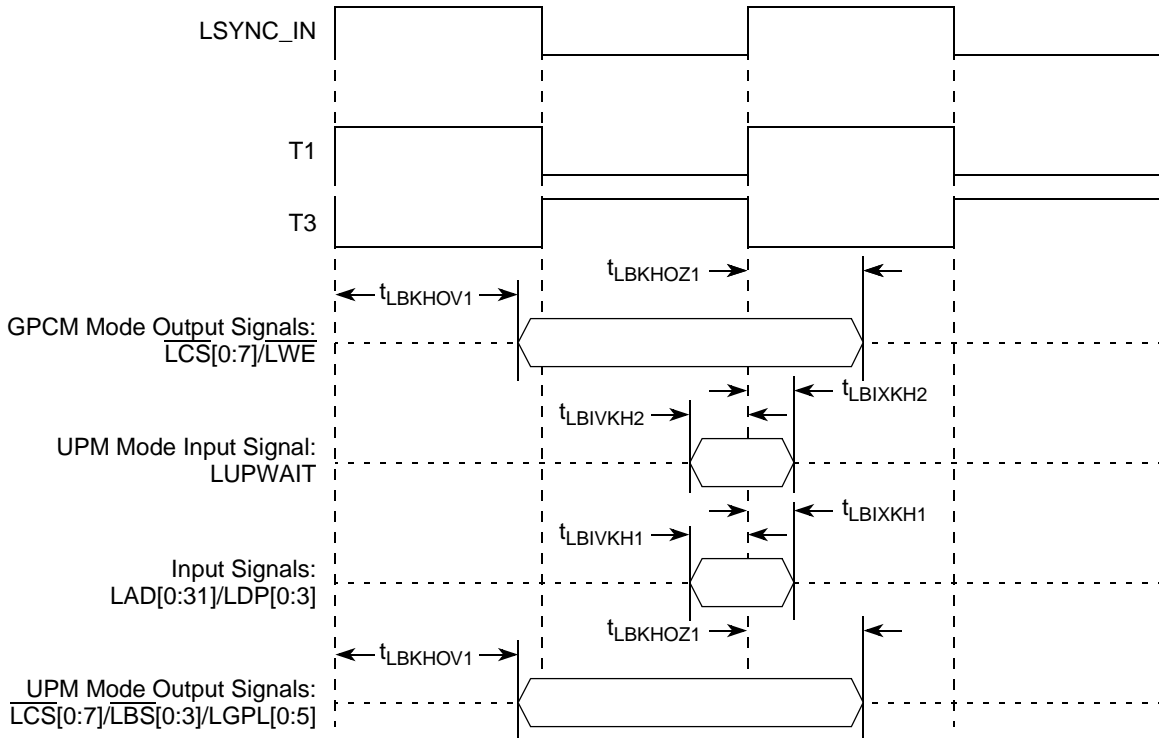 LSYNC_IN
T1
T3
tLBKHOZ1
tLBKHOV1
GPCM Mode Output Signals:
LCS[0:7]/LWE
tLBIXKH2
tLBIVKH2
UPM Mode Input Signal:
LUPWAIT
tLBIXKH1
tLBIVKH1
Input Signals:
LAD[0:31]/LDP[0:3]
tLBKHOZ1
tLBKHOV1
UPM Mode Output Signals:
LCS[0:7]/LBS[0:3]/LGPL[0:5]